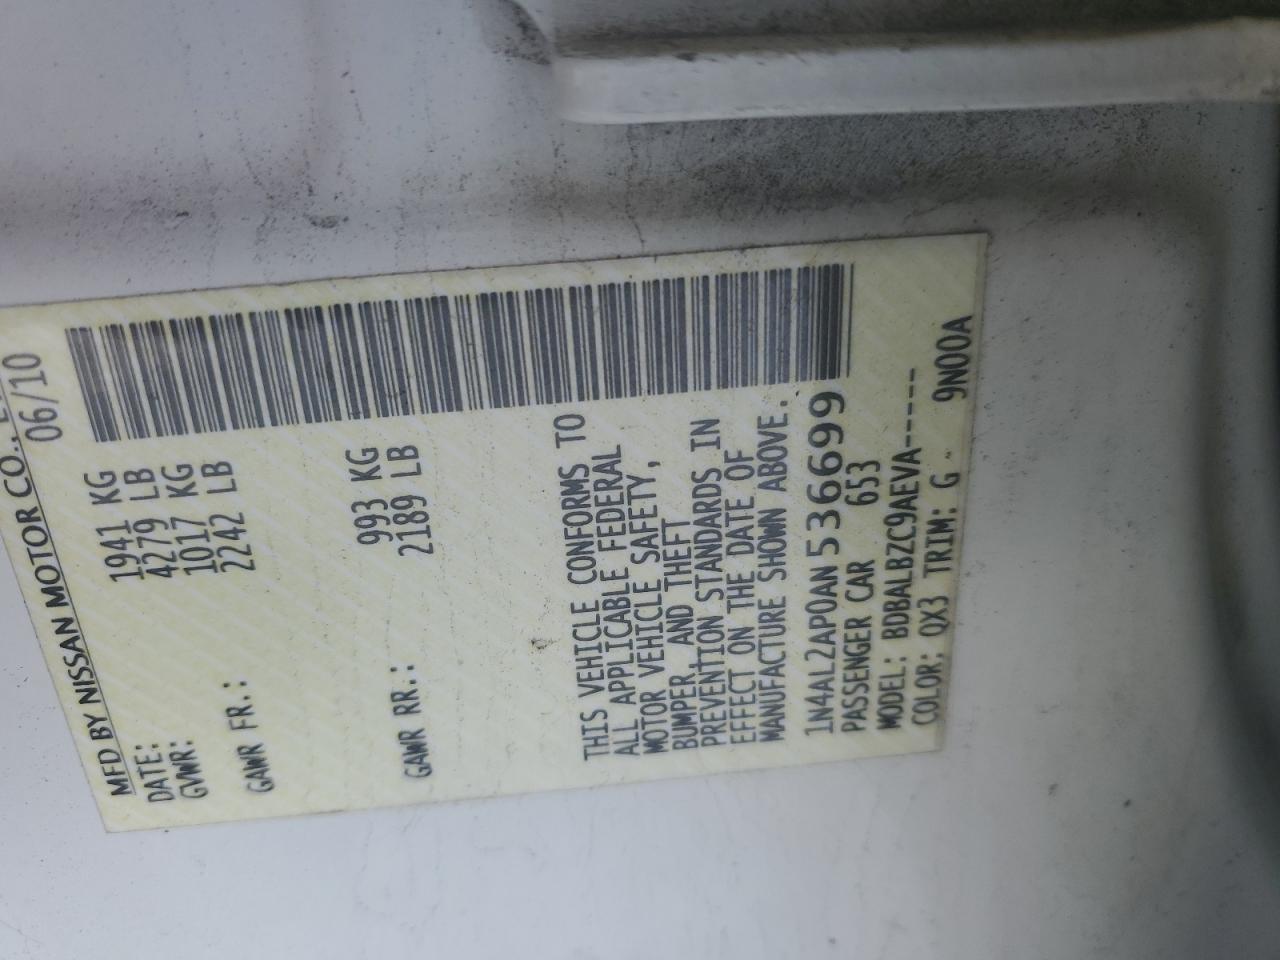 MFD BY NISSAN MOTOR CO.,
DATE: 06/10
GVWR: 1941 KG
4279 LB
GAWR FR.: 1017 KG
2242 LB
GAWR RR.: 993 KG
2189 LB
THIS VEHICLE CONFORMS TO
ALL APPLICABLE FEDERAL
MOTOR VEHICLE SAFETY,
BUMPER, AND THEFT
PREVENTION STANDARDS IN
EFFECT ON THE DATE OF
MANUFACTURE SHOWN ABOVE.
1N4AL2AP0AN536699
PASSENGER CAR 653
MODEL: BDBALBZC9AEVA-----
COLOR: QX3 TRIM: G 9N00A